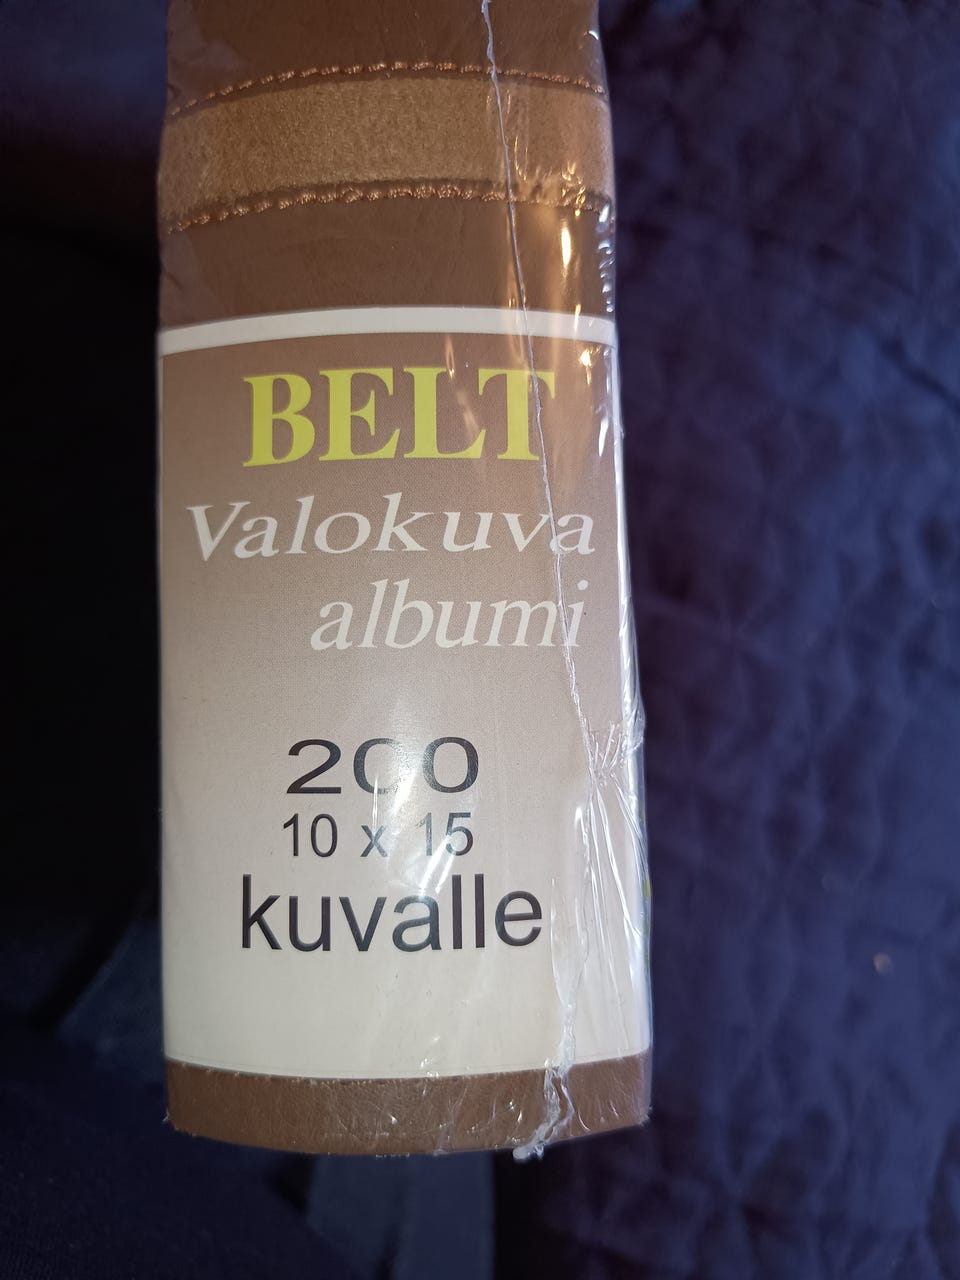 BELT
Valokuva
albumi
200
10 x 15
kuvalle